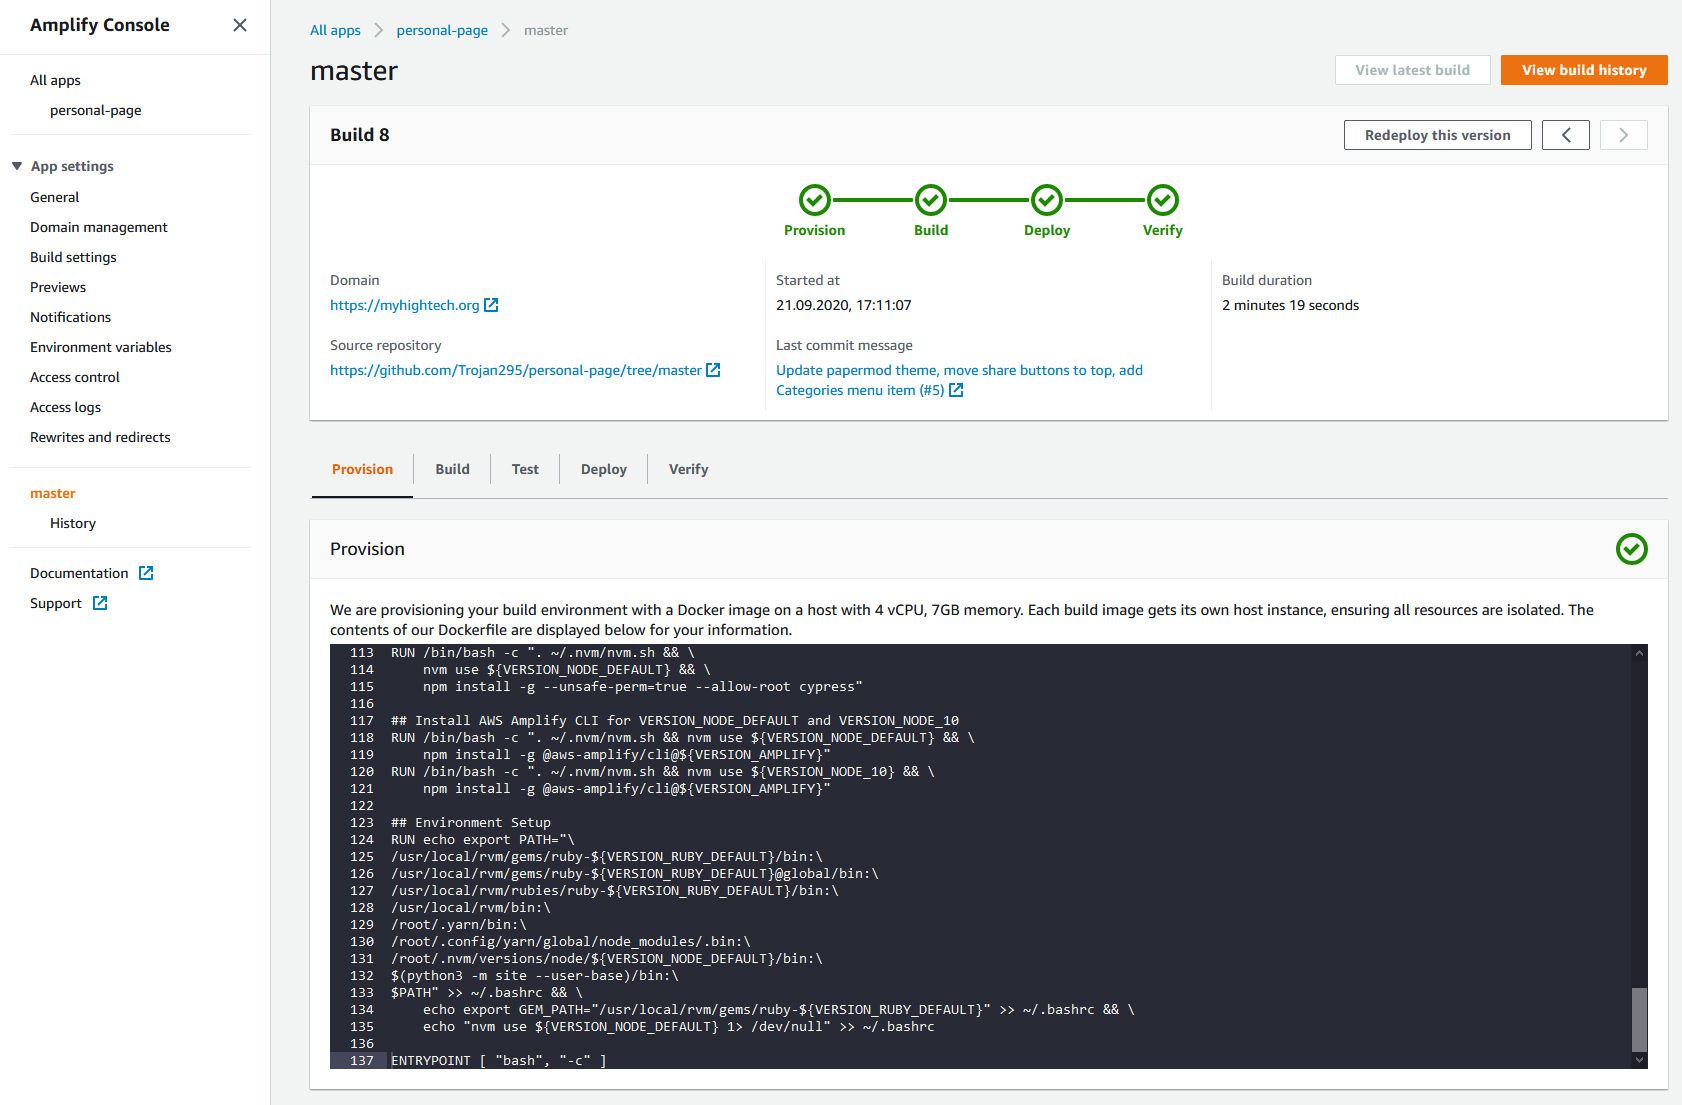 Amplify Console
All apps
personal-page
App settings
General
Domain management
Build settings
Previews
Notifications
Environment variables
Access control
Access logs
Rewrites and redirects
master
History
Documentation
Support
All apps
personal-page
master
master
View latest build
View build history
Build 8
Redeploy this version
Provision
Build
Deploy
Verify
Domain
https://myhightech.org
Source repository
https://github.com/Trojan295/personal-page/tree/master
Started at
21.09.2020, 17:11:07
Last commit message
Update papermod theme, move share buttons to top, add
Categories menu item (#5)
Build duration
2 minutes 19 seconds
Provision
Build
Test
Deploy
Verify
Provision
We are provisioning your build environment with a Docker image on a host with 4 vCPU, 7GB memory. Each build image gets its own host instance, ensuring all resources are isolated. The
contents of our Dockerfile are displayed below for your information.
113 RUN /bin/bash -c ". ~/.nvm/nvm.sh && \
114     nvm use ${VERSION_NODE_DEFAULT} && \
115     npm install -g --unsafe-perm=true --allow-root cypress"
116
117 ## Install AWS Amplify CLI for VERSION_NODE_DEFAULT and VERSION_NODE_10
118 RUN /bin/bash -c ". ~/.nvm/nvm.sh && nvm use ${VERSION_NODE_DEFAULT} && \
119     npm install -g @aws-amplify/cli@${VERSION_AMPLIFY}"
120 RUN /bin/bash -c ". ~/.nvm/nvm.sh && nvm use ${VERSION_NODE_10} && \
121     npm install -g @aws-amplify/cli@${VERSION_AMPLIFY}"
122
123 ## Environment Setup
124 RUN echo export PATH="\
125 /usr/local/rvm/gems/ruby-${VERSION_RUBY_DEFAULT}/bin:\
126 /usr/local/rvm/gems/ruby-${VERSION_RUBY_DEFAULT}@global/bin:\
127 /usr/local/rvm/rubies/ruby-${VERSION_RUBY_DEFAULT}/bin:\
128 /usr/local/rvm/bin:\
129 /root/.yarn/bin:\
130 /root/.config/yarn/global/node_modules/.bin:\
131 /root/.nvm/versions/node/${VERSION_NODE_DEFAULT}/bin:\
132 $(python3 -m site --user-base)/bin:\
133 $PATH" >> ~/.bashrc && \
134     echo export GEM_PATH="/usr/local/rvm/gems/ruby-${VERSION_RUBY_DEFAULT}" >> ~/.bashrc && \
135     echo "nvm use ${VERSION_NODE_DEFAULT} 1> /dev/null" >> ~/.bashrc
136
137 ENTRYPOINT [ "bash", "-c" ]